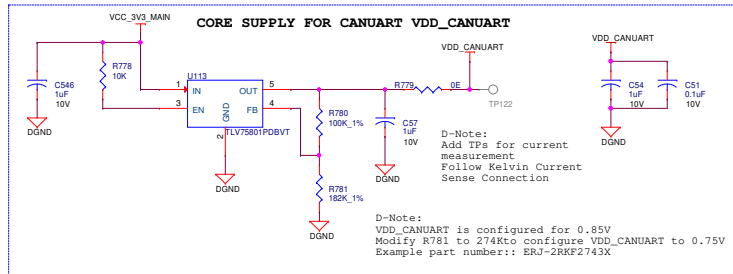 CORE SUPPLY FOR CANUART VDD_CANUART
VCC_3V3_MAIN
C546
1uF
10V
DGND
R778
10K
U113
1
IN
OUT
5
3
EN
FB
4
GND
2
TLV75801PDBVT
DGND
R780
100K_1%
R781
182K_1%
DGND
C57
1uF
10V
DGND
R779
0E
VDD_CANUART
TP122
D-Note:
Add TPs for current
measurement
Follow Kelvin Current
Sense Connection
VDD_CANUART
C54
1uF
10V
C51
0.1uF
10V
DGND
D-Note:
VDD_CANUART is configured for 0.85V
Modify R781 to 274Kto configure VDD_CANUART to 0.75V
Example part number:: ERJ-2RKF2743X